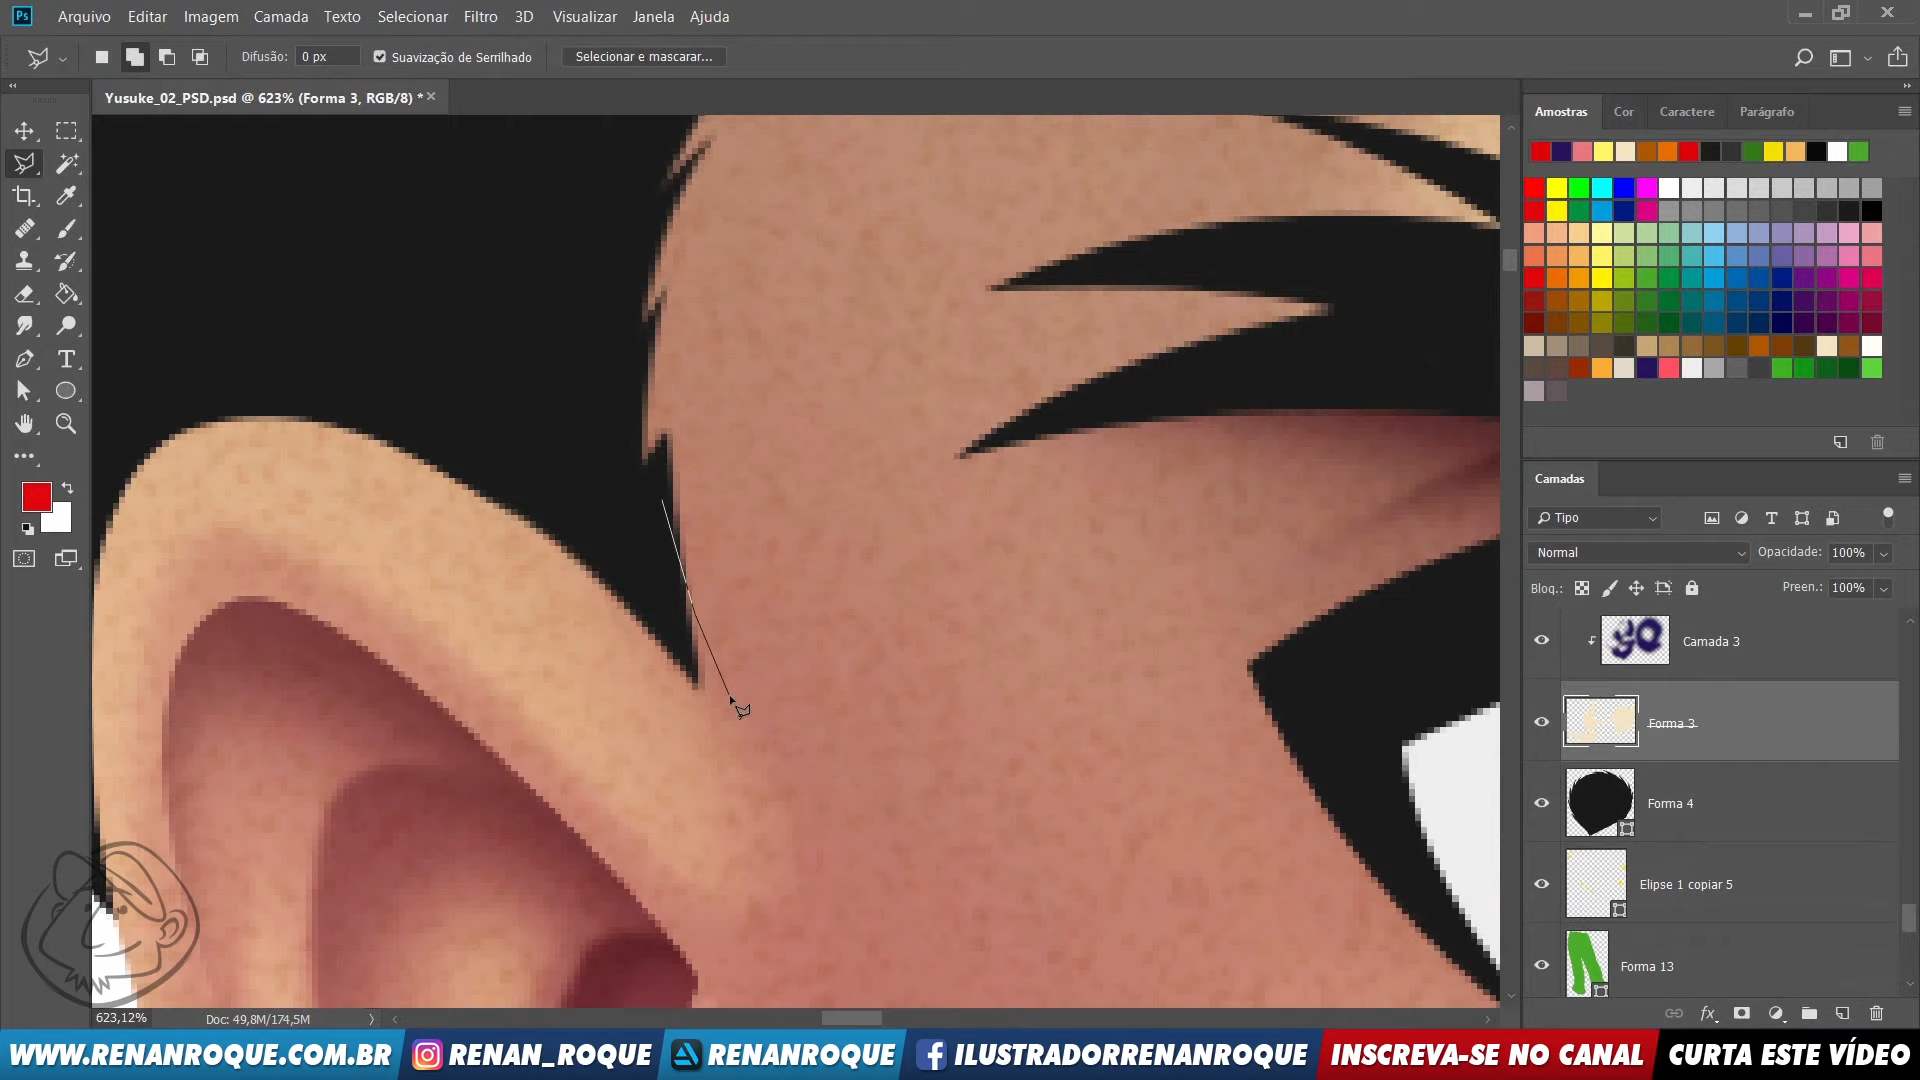 Ps Arquivo Editar Imagem Camada Texto Selecionar Filtro 3D Visualizar Janela Ajuda
Difusão: 0 px Suavização de Serrilhado Selecionar e mascarar...
Yusuke_02_PSD.psd @ 623% (Forma 3, RGB/8) *
Amostras Cor Caractere Parágrafo
Camadas
Tipo
Normal Opacidade: 100%
Bloq.: Preen.: 100%
Camada 3
Forma 3
Forma 4
Elipse 1 copiar 5
Forma 13
fx
623,12% Doc: 49,8M/174,5M
WWW.RENANROQUE.COM.BR RENAN_ROQUE RENANROQUE ILUSTRADORRENANROQUE INSCREVA-SE NO CANAL CURTA ESTE VÍDEO